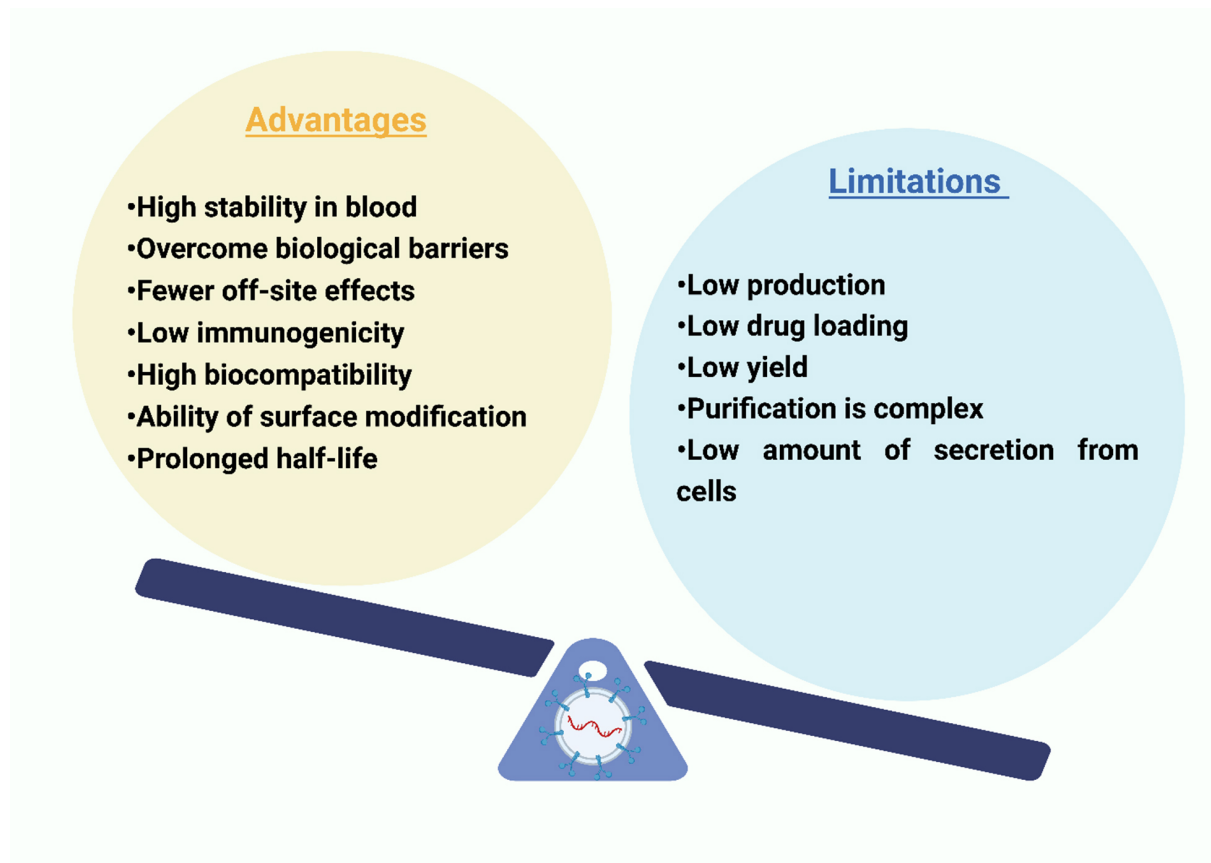 Advantages
•High stability in blood
•Overcome biological barriers
•Fewer off-site effects
•Low immunogenicity
•High biocompatibility
•Ability of surface modification
•Prolonged half-life
Limitations
•Low production
•Low drug loading
•Low yield
•Purification is complex
•Low amount of secretion from
cells